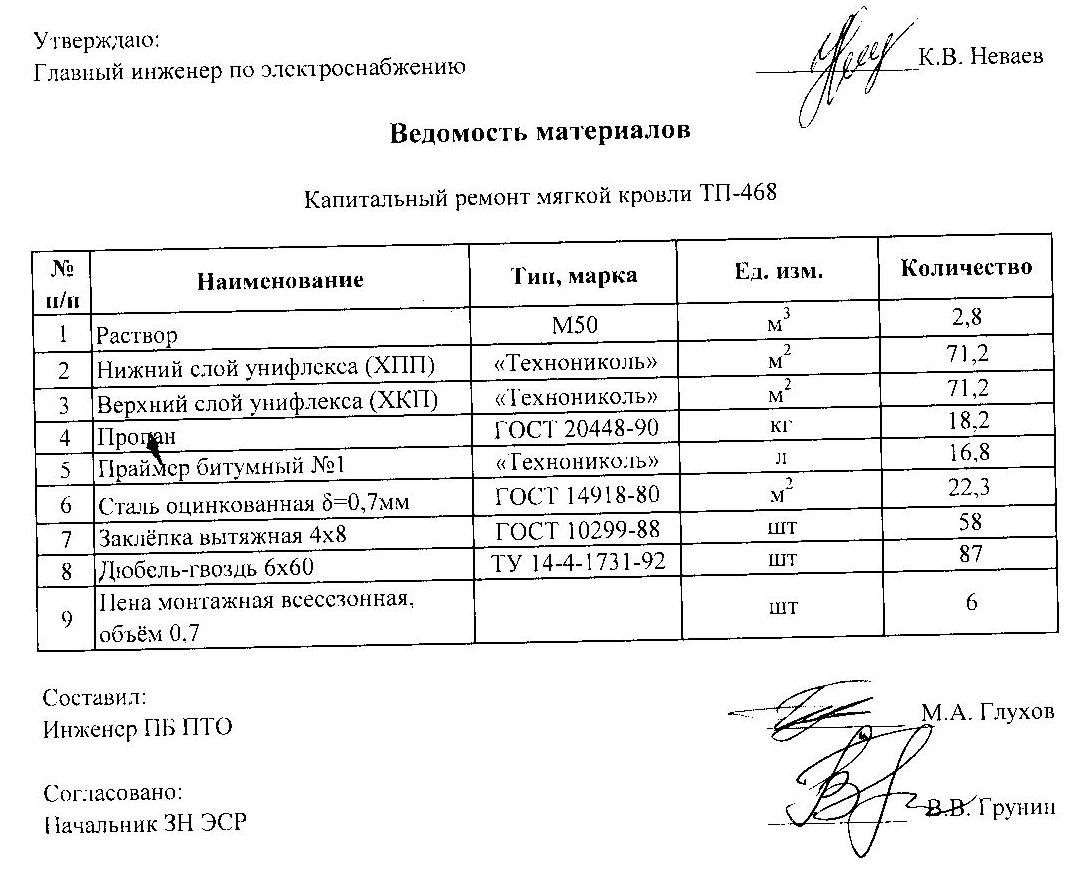 Утверждаю:
Главный инженер по электроснабжению
К.В. Неваев
Ведомость материалов
Капитальный ремонт мягкой кровли ТП-468
№ п/п Наименование Тип, марка Ед. изм. Количество
1 Раствор М50 м³ 2,8
2 Нижний слой унифлекса (ХПП) «Технониколь» м² 71,2
3 Верхний слой унифлекса (ХКП) «Технониколь» м² 71,2
4 Пропан ГОСТ 20448-90 кг 18,2
5 Праймер битумный №1 «Технониколь» л 16,8
6 Сталь оцинкованная δ=0,7мм ГОСТ 14918-80 м² 22,3
7 Заклёпка вытяжная 4х8 ГОСТ 10299-88 шт 58
8 Дюбель-гвоздь 6х60 ТУ 14-4-1731-92 шт 87
9 Пена монтажная всесезонная, шт 6
объём 0,7
Составил:
Инженер ПБ ПТО
М.А. Глухов
Согласовано:
Начальник ЗН ЭСР
В.В. Грунин